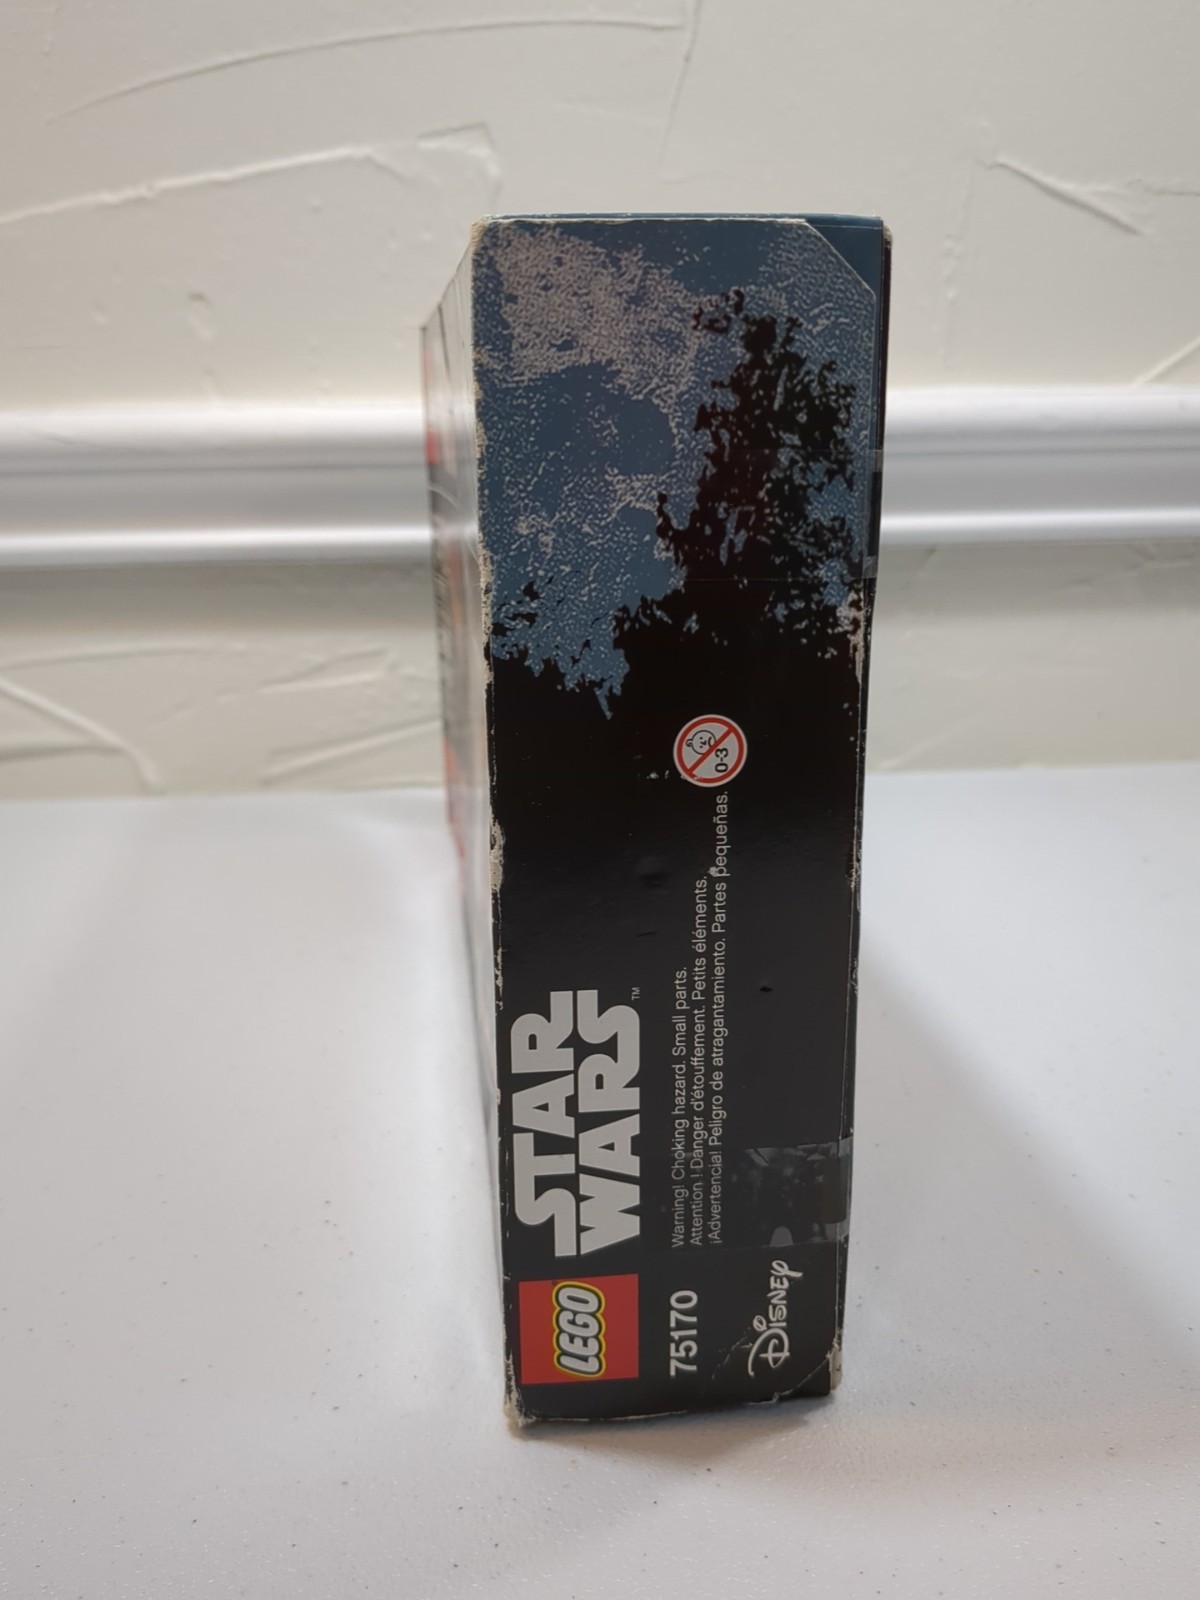 STAR
WARS™
LEGO®
75170
Disney
Warning! Choking hazard. Small parts.
Attention ! Danger d'étouffement. Petits éléments.
¡Advertencia! Peligro de atragantamiento. Partes pequeñas.
0-3